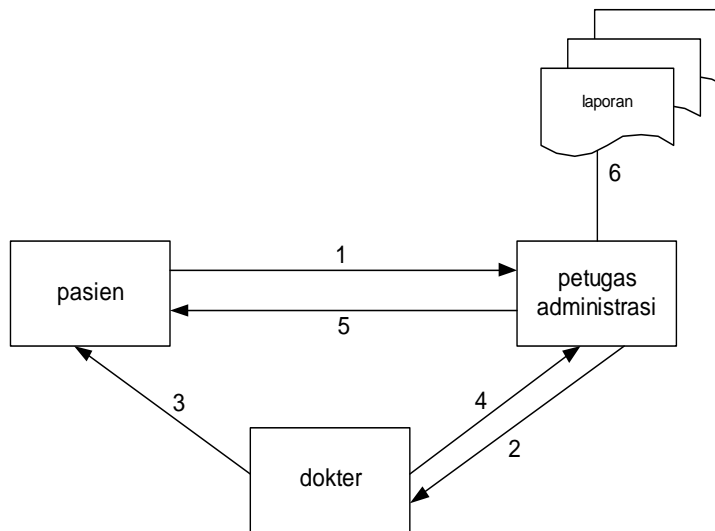 laporan
6
1
pasien
petugas
administrasi
5
3
4
2
dokter